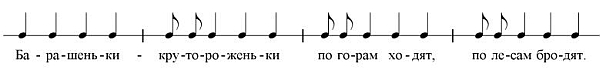 Ба - ра-шень-ки - кру-то-ро-жень-ки по го-рам хо-дят, по ле-сам бро-дят.